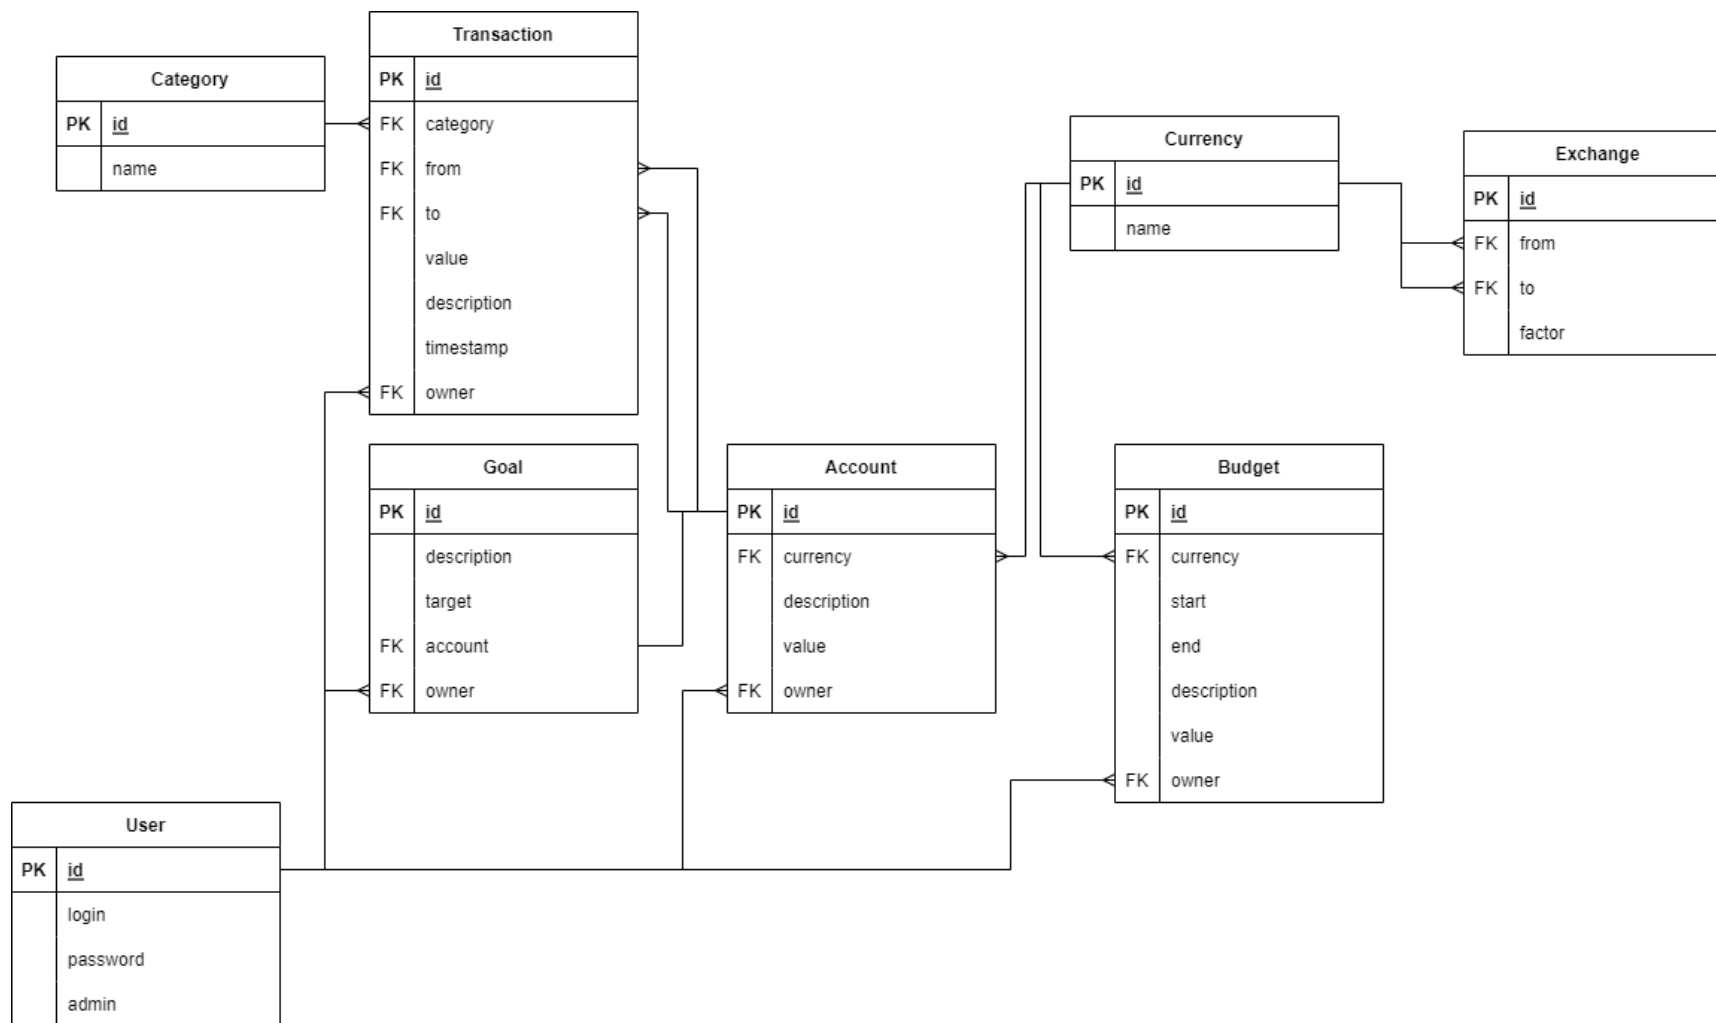 Transaction
PK id
FK category
FK from
FK to
value
description
timestamp
FK owner
Category
PK id
name
Currency
PK id
name
Exchange
PK id
FK from
FK to
factor
Goal
PK id
description
target
FK account
FK owner
Account
PK id
FK currency
description
value
FK owner
Budget
PK id
FK currency
start
end
description
value
FK owner
User
PK id
login
password
admin